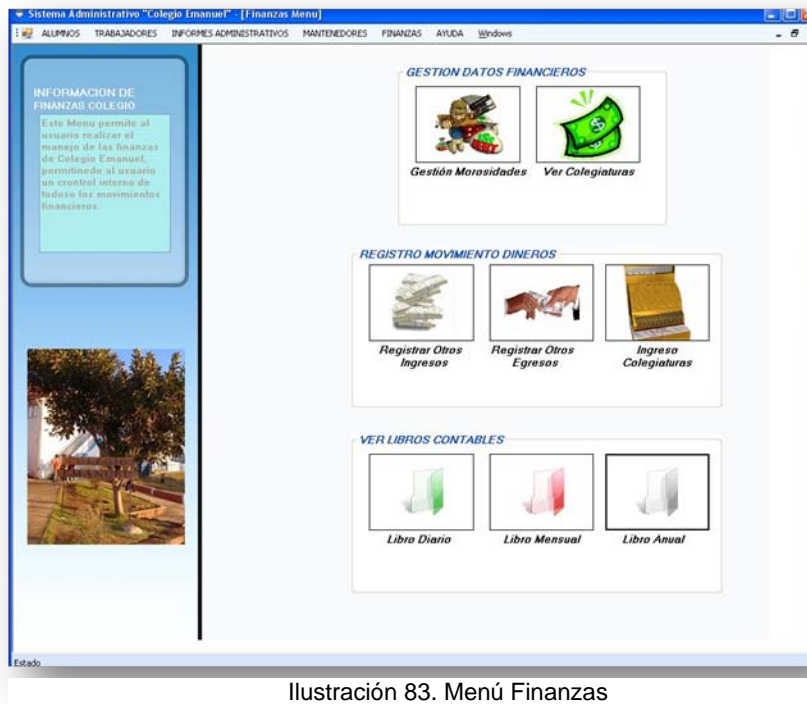 Sistema Administrativo "Colegio Emanuel" - [Finanzas Menu]
ALUMNOS TRABAJADORES INFORMES ADMINISTRATIVOS MANTENEDORES FINANZAS AYUDA Windows
INFORMACION DE
FINANZAS COLEGIO
Este Menu permite al
usuario realizar el
manejo de las finanzas
de Colegio Emanuel,
permitinedo al usuario
un crontrol interno de
todoso los movimientos
financieros.
GESTION DATOS FINANCIEROS
Gestión Morosidades Ver Colegiaturas
REGISTRO MOVIMIENTO DINEROS
Registrar Otros Ingresos
Registrar Otros Egresos
Ingreso Colegiaturas
VER LIBROS CONTABLES
Libro Diario Libro Mensual Libro Anual
Estado
Ilustración 83. Menú Finanzas